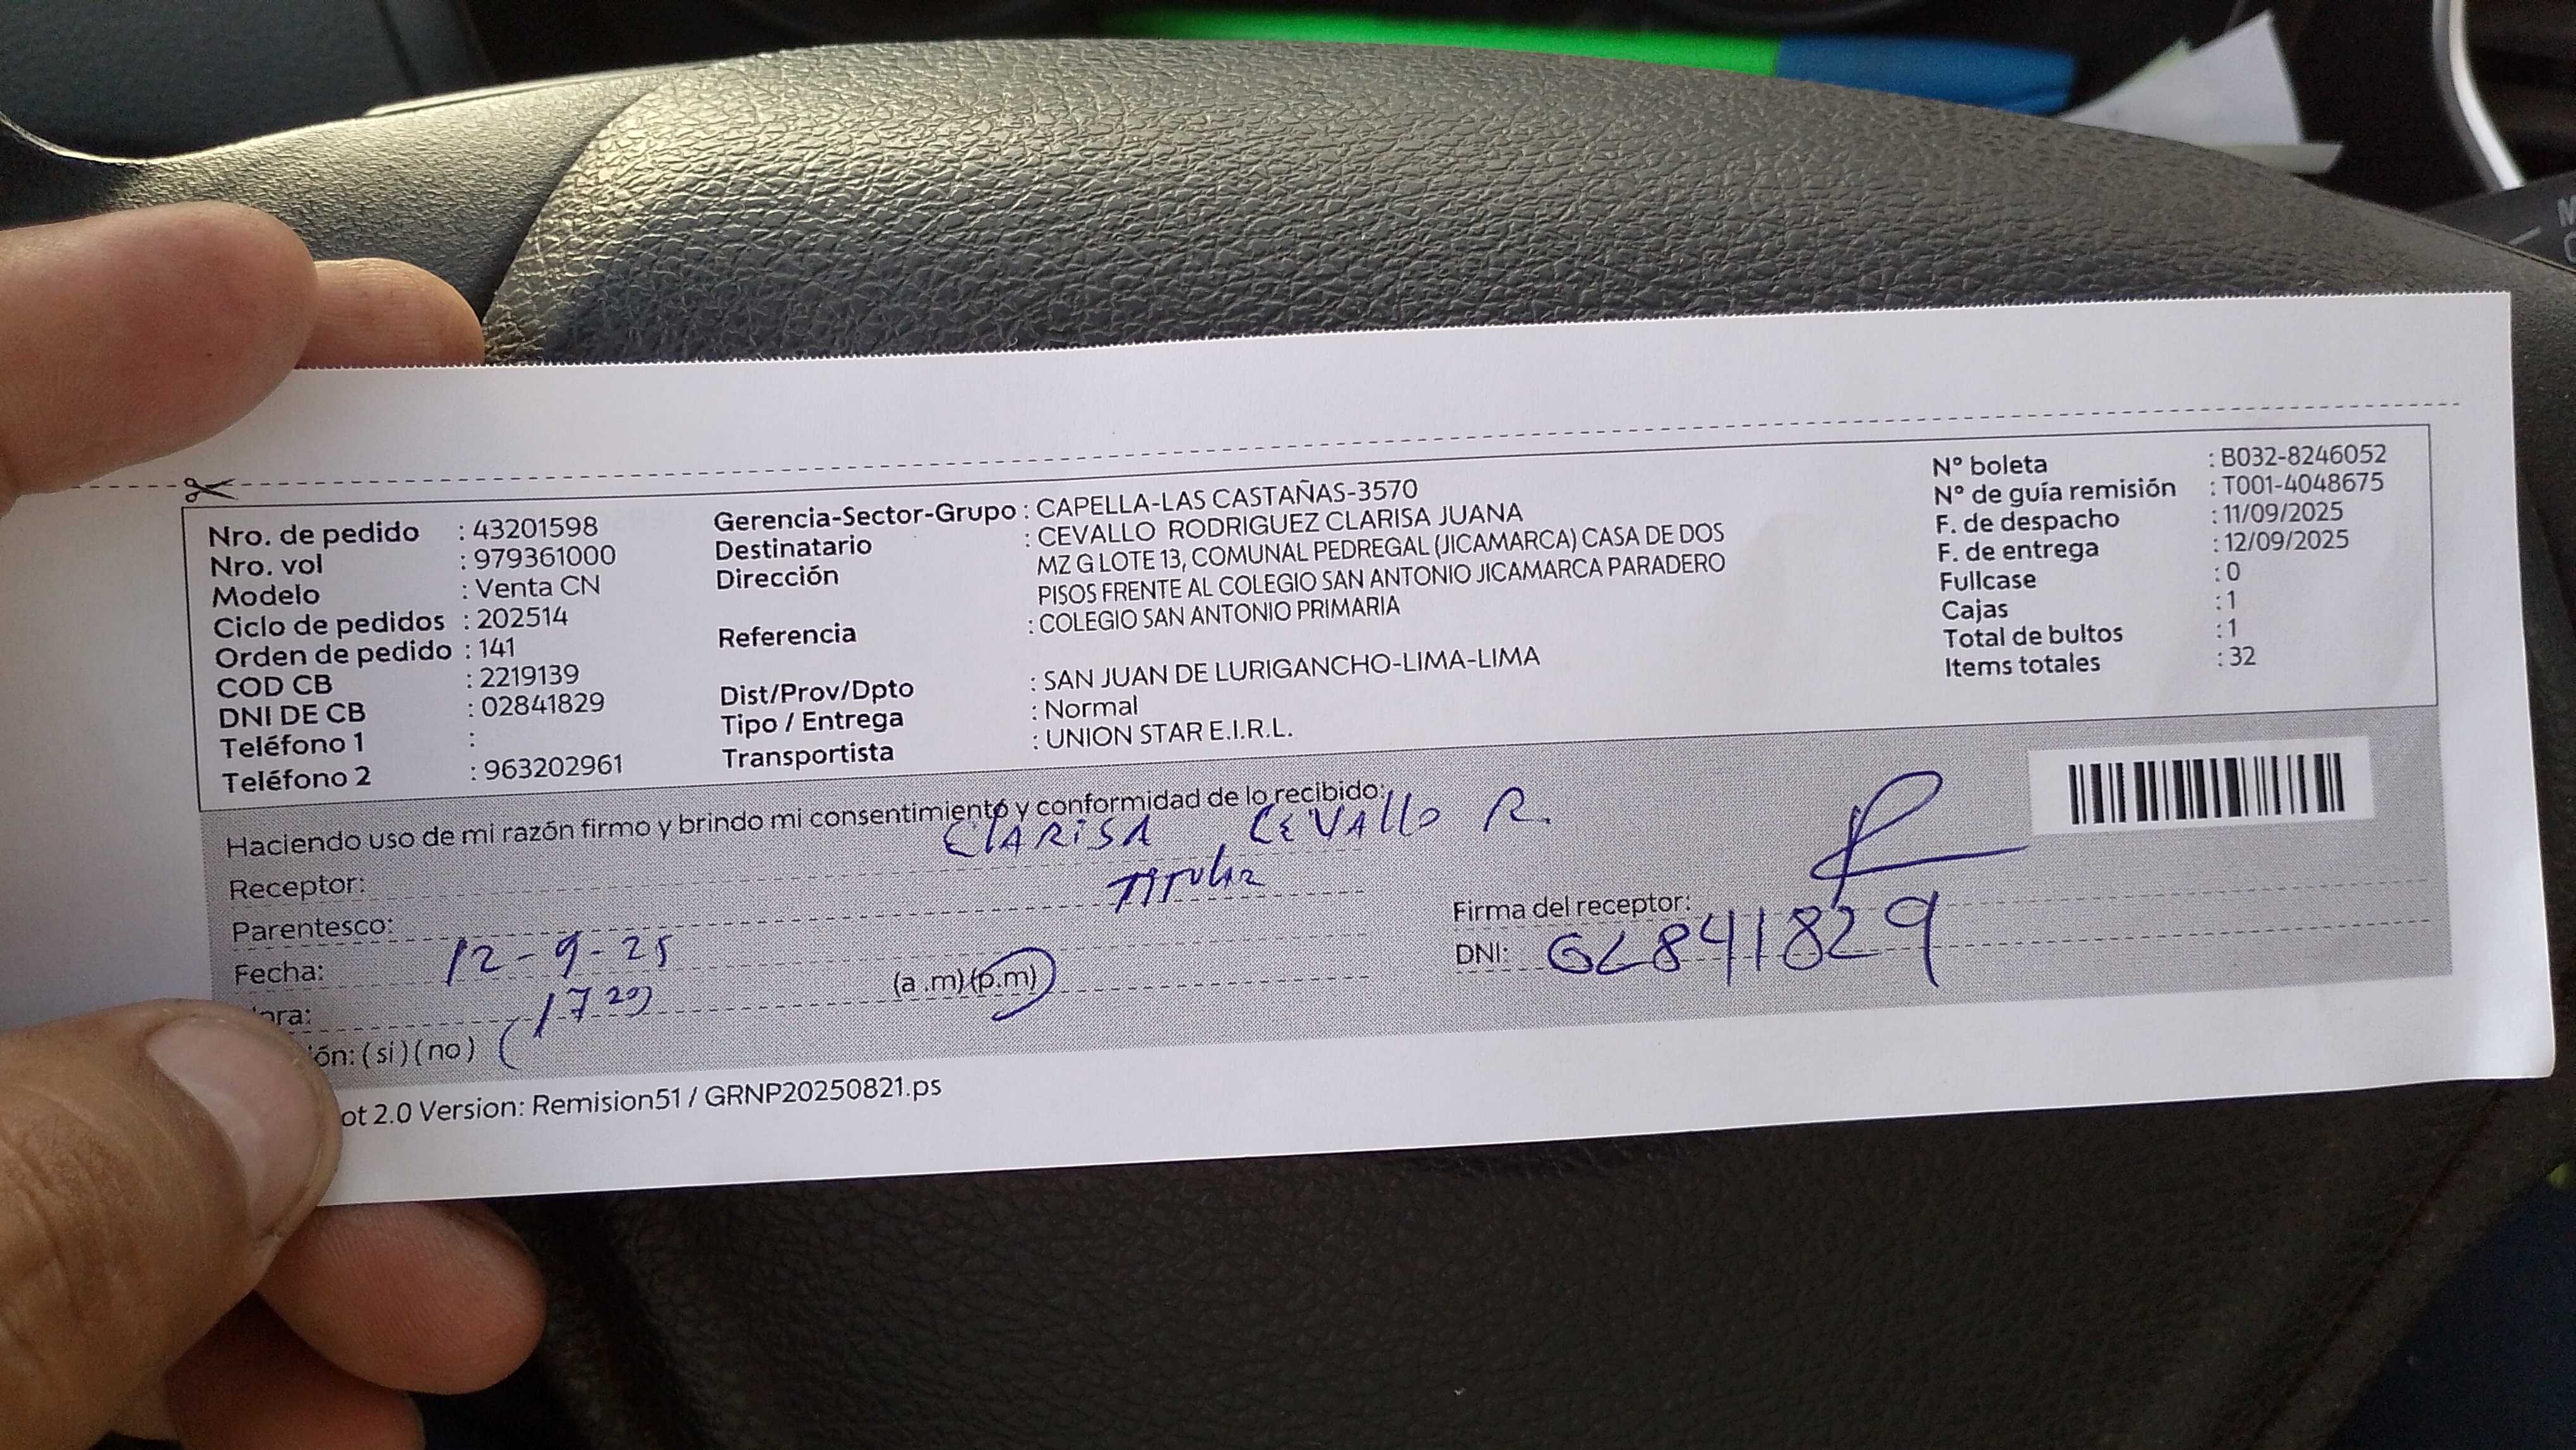 Nro. de pedido : 43201598
Nro. vol : 979361000
Modelo : Venta CN
Ciclo de pedidos : 202514
Orden de pedido : 141
COD CB : 2219139
DNI DE CB : 02841829
Teléfono 1 :
Teléfono 2 : 963202961
Gerencia-Sector-Grupo : CAPELLA-LAS CASTAÑAS-3570
Destinatario : CEVALLO RODRIGUEZ CLARISA JUANA
Dirección MZ G LOTE 13, COMUNAL PEDREGAL (JICAMARCA) CASA DE DOS
PISOS FRENTE AL COLEGIO SAN ANTONIO JICAMARCA PARADERO
Referencia : COLEGIO SAN ANTONIO PRIMARIA
Dist/Prov/Dpto : SAN JUAN DE LURIGANCHO-LIMA-LIMA
Tipo / Entrega : Normal
Transportista : UNION STAR E.I.R.L.
Nº boleta : B032-8246052
Nº de guía remisión : T001-4048675
F. de despacho : 11/09/2025
F. de entrega : 12/09/2025
Fullcase : 0
Cajas : 1
Total de bultos : 1
Items totales : 32
Haciendo uso de mi razón firmo y brindo mi consentimiento y conformidad de lo recibido:
Receptor: CLARISA CEVALLO R.
Parentesco: Titular
Fecha: 12-9-25
ora: 17 20 (a .m)(p.m)
ión: (si) (no)
Firma del receptor:
DNI: 02841829
ot 2.0 Version: Remision51 / GRNP20250821.ps